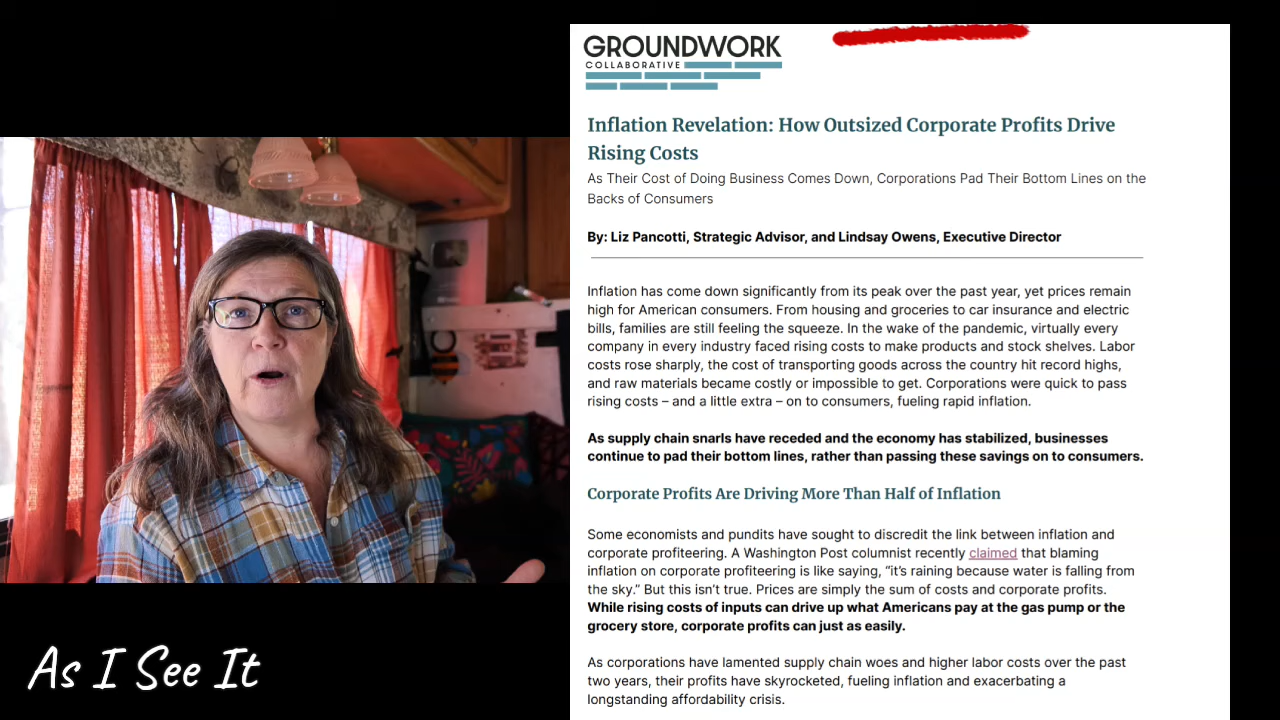 GROUNDWORK
COLLABORATIVE
Inflation Revelation: How Outsized Corporate Profits Drive
Rising Costs
As Their Cost of Doing Business Comes Down, Corporations Pad Their Bottom Lines on the
Backs of Consumers
By: Liz Pancotti, Strategic Advisor, and Lindsay Owens, Executive Director
Inflation has come down significantly from its peak over the past year, yet prices remain
high for American consumers. From housing and groceries to car insurance and electric
bills, families are still feeling the squeeze. In the wake of the pandemic, virtually every
company in every industry faced rising costs to make products and stock shelves. Labor
costs rose sharply, the cost of transporting goods across the country hit record highs,
and raw materials became costly or impossible to get. Corporations were quick to pass
rising costs – and a little extra – on to consumers, fueling rapid inflation.
As supply chain snarls have receded and the economy has stabilized, businesses
continue to pad their bottom lines, rather than passing these savings on to consumers.
Corporate Profits Are Driving More Than Half of Inflation
Some economists and pundits have sought to discredit the link between inflation and
corporate profiteering. A Washington Post columnist recently claimed that blaming
inflation on corporate profiteering is like saying, “it’s raining because water is falling from
the sky.” But this isn’t true. Prices are simply the sum of costs and corporate profits.
While rising costs of inputs can drive up what Americans pay at the gas pump or the
grocery store, corporate profits can just as easily.
As corporations have lamented supply chain woes and higher labor costs over the past
two years, their profits have skyrocketed, fueling inflation and exacerbating a
longstanding affordability crisis.
As I See It